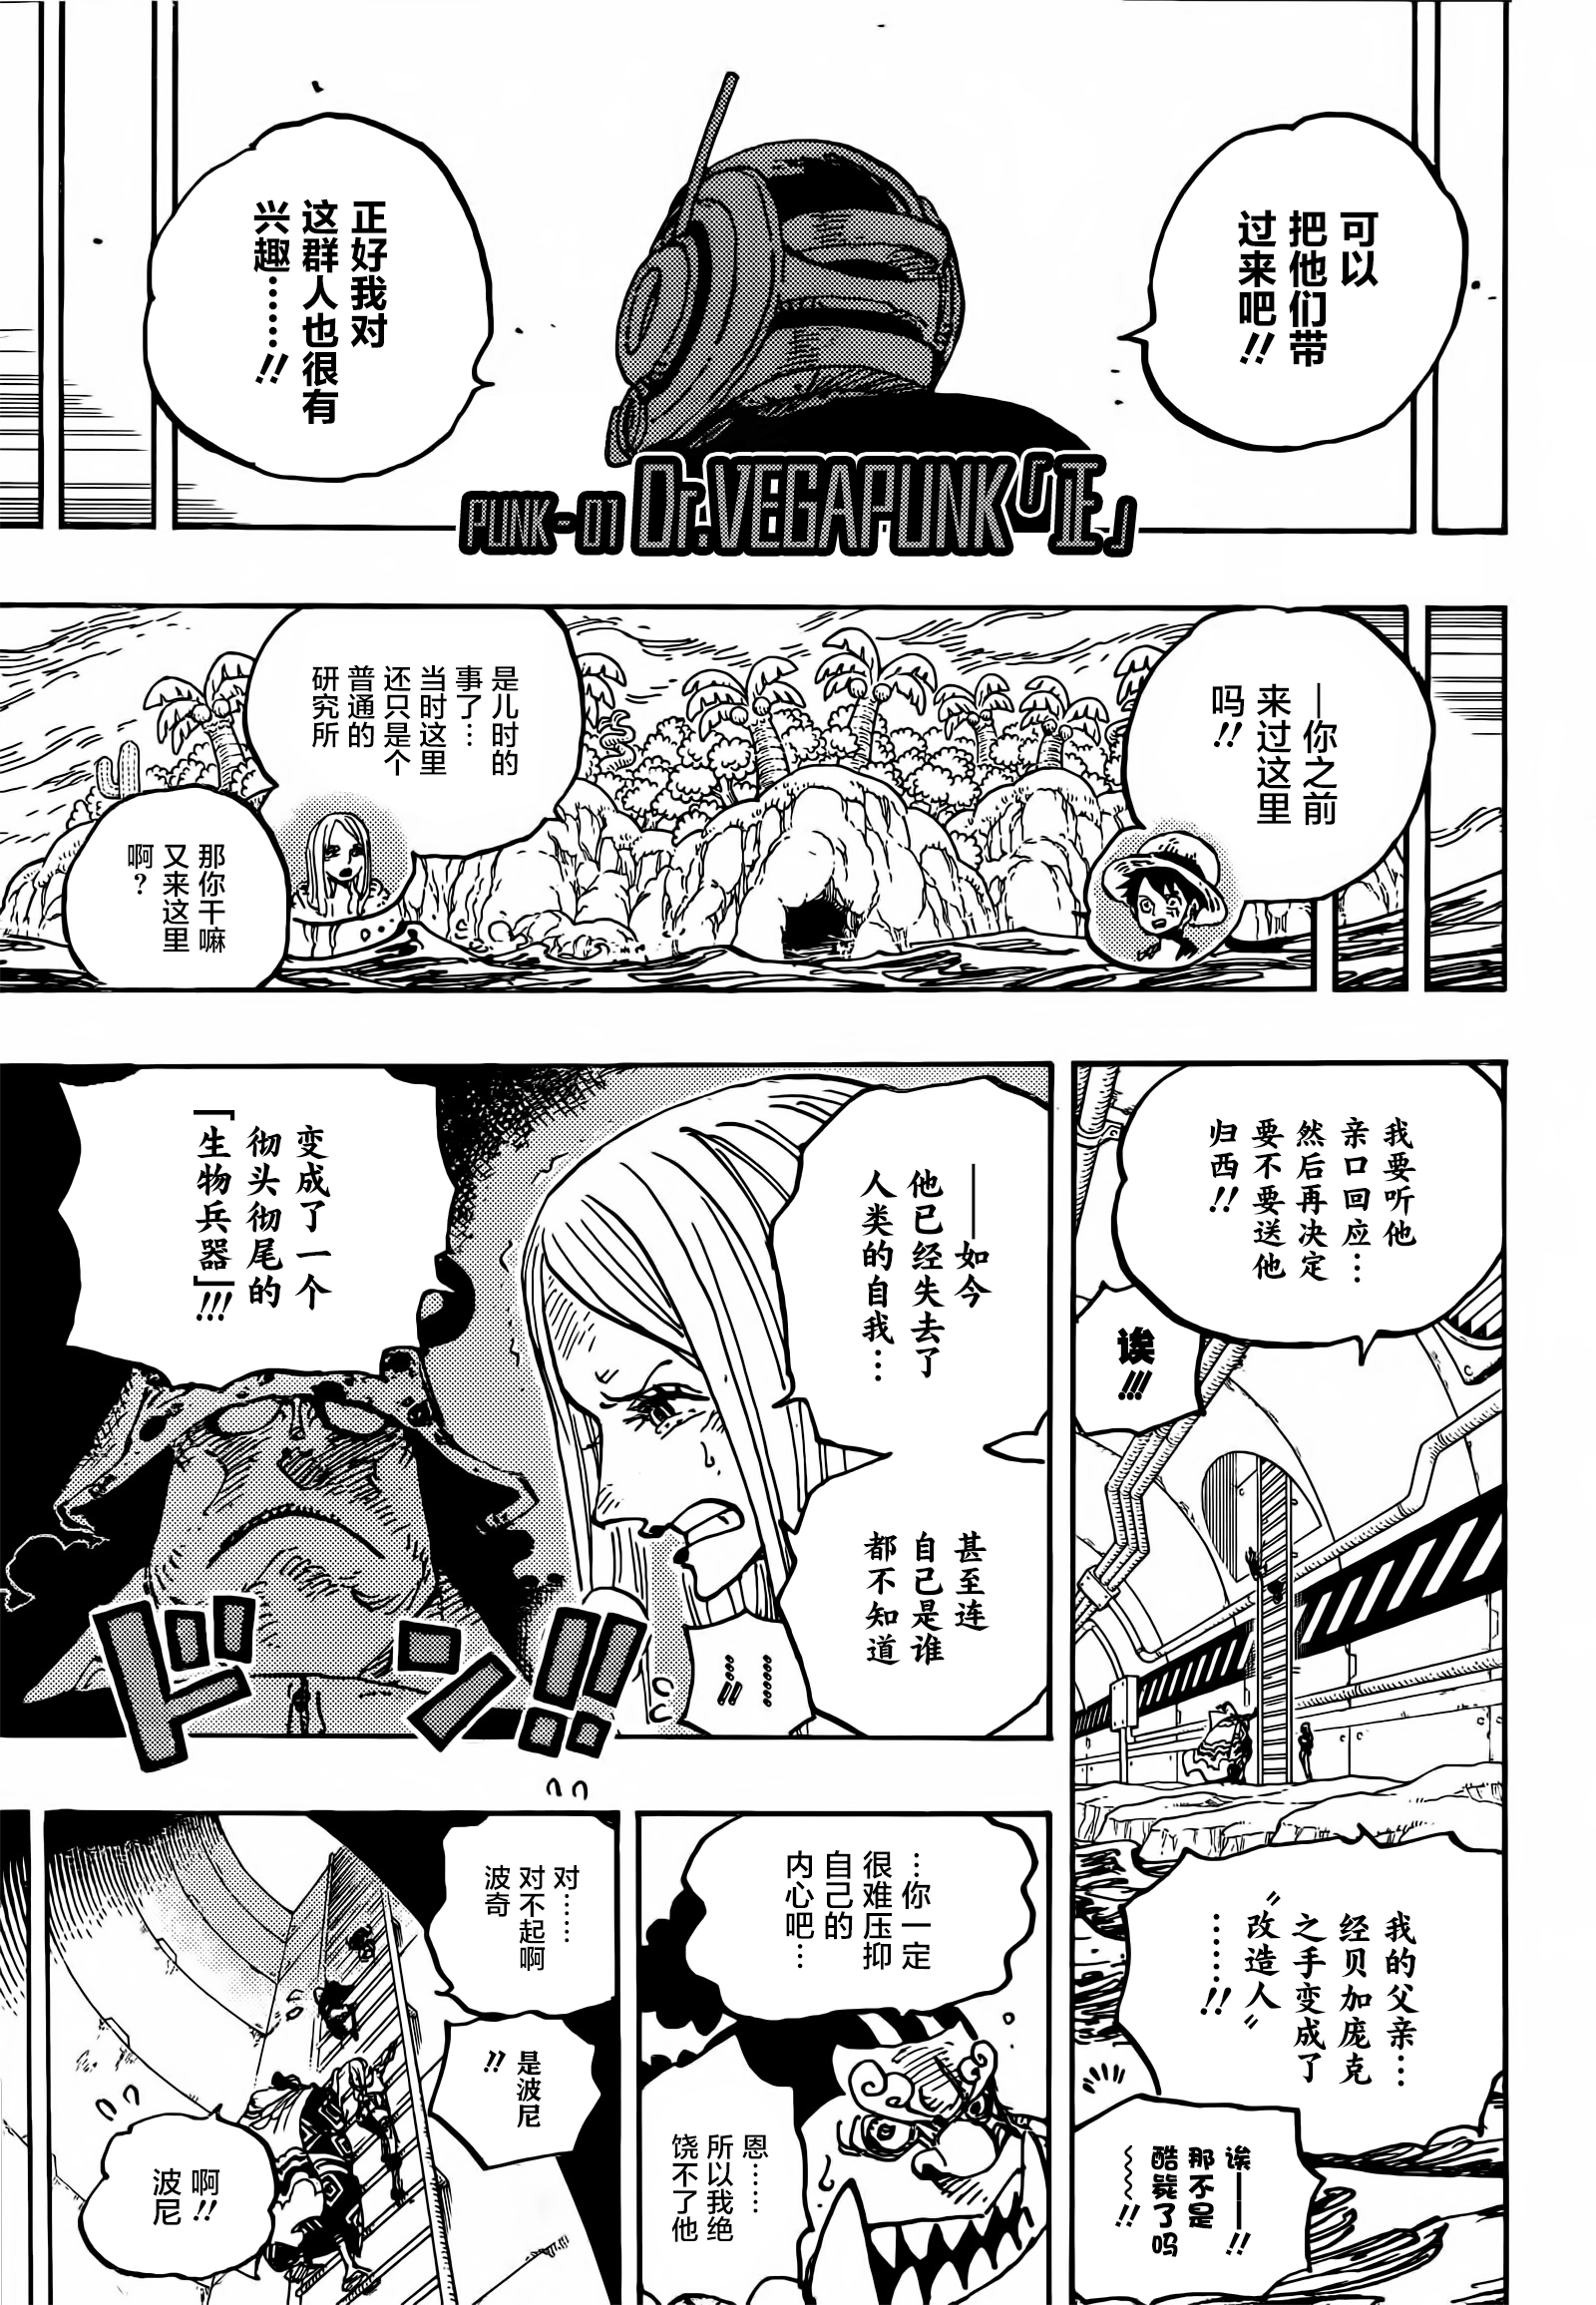 可以
把他们带
过来吧!!
正好我对
这群人也很有
兴趣……!!
PUNK-01 Dr.VEGAPUNK「正」
—你之前
来过这里
吗!!
是儿时的
事了…
当时这里
还只是个
普通的
研究所
那你干嘛
又来这里
啊?
我要听他
亲口回应…
然后再决定
要不要送他
归西!!
诶
!!!
我的父亲…
经贝加庞克
之手变成了
“改造人”
……!!
诶——!!
那不是
酷毙了吗
~~~!!
——如今
他已经失去了
人类的自我…
甚至连
自己是谁
都不知道
……
…!!
变成了一个
彻头彻尾的
「生物兵器」!!!
ドン!!
…你一定
很难压抑
自己的
内心吧…
恩……
所以我绝
饶不了他
对……
对不起啊
波奇
是波尼
!!
啊!!
波尼